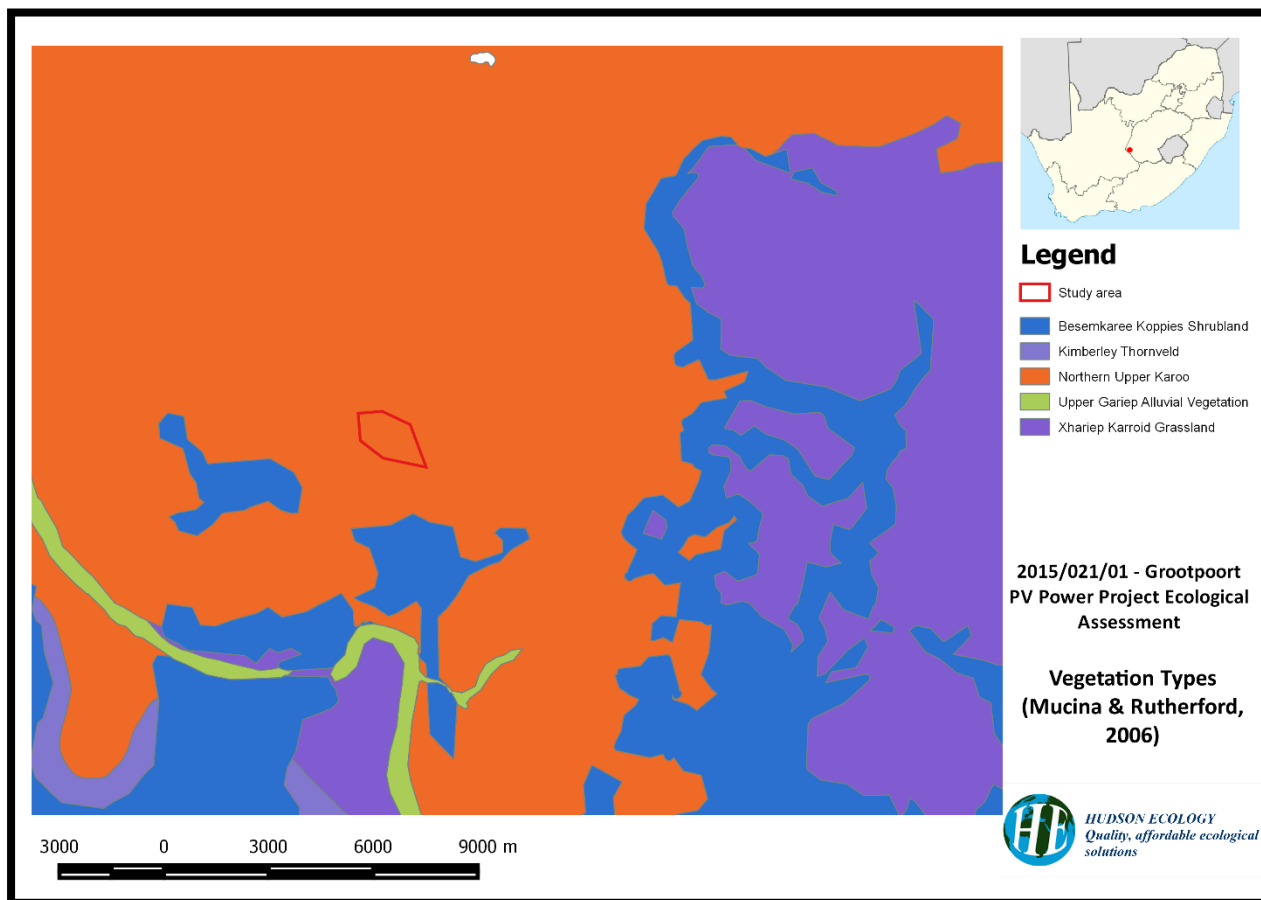 Legend
Study area
Besemkaree Koppies Shrubland
Kimberley Thornveld
Northern Upper Karoo
Upper Gariep Alluvial Vegetation
Xhariep Karroid Grassland
2015/021/01 - Grootpoort
PV Power Project Ecological
Assessment
Vegetation Types
(Mucina & Rutherford,
2006)
HE
HUDSON ECOLOGY
Quality, affordable ecological
solutions
3000 0 3000 6000 9000 m